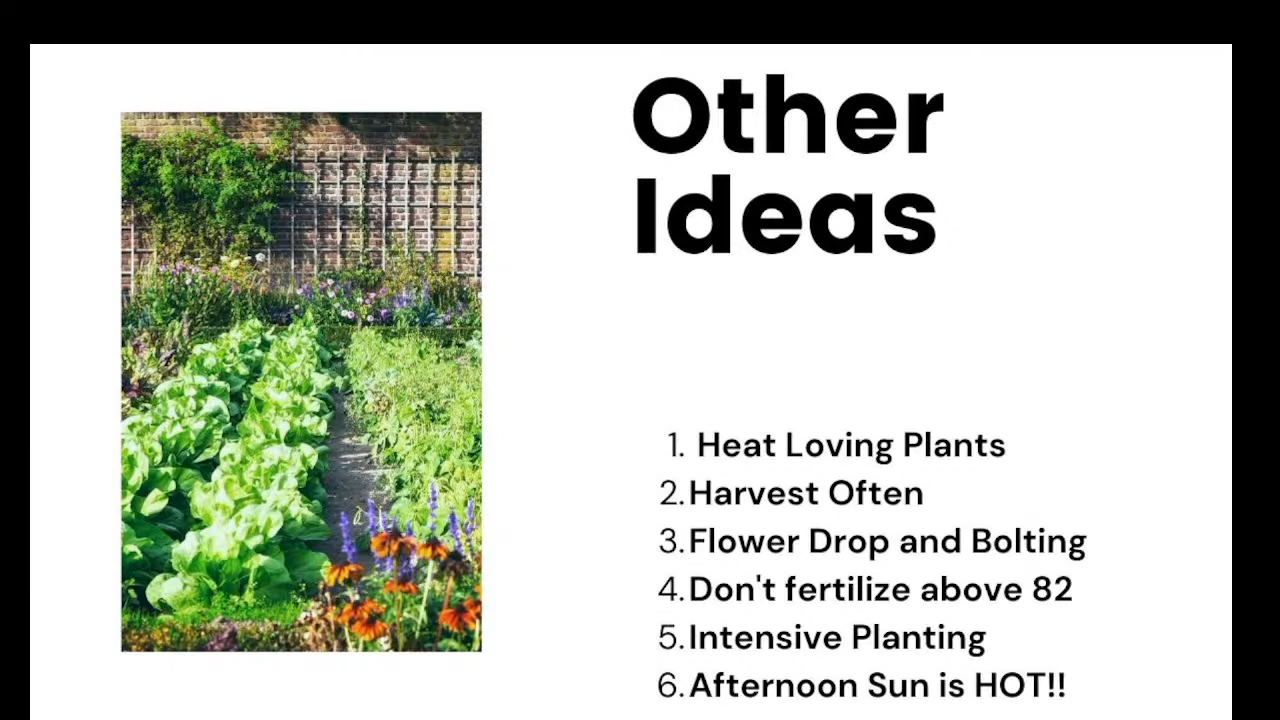 Other
Ideas
1. Heat Loving Plants
2. Harvest Often
3. Flower Drop and Bolting
4. Don't fertilize above 82
5. Intensive Planting
6. Afternoon Sun is HOT!!